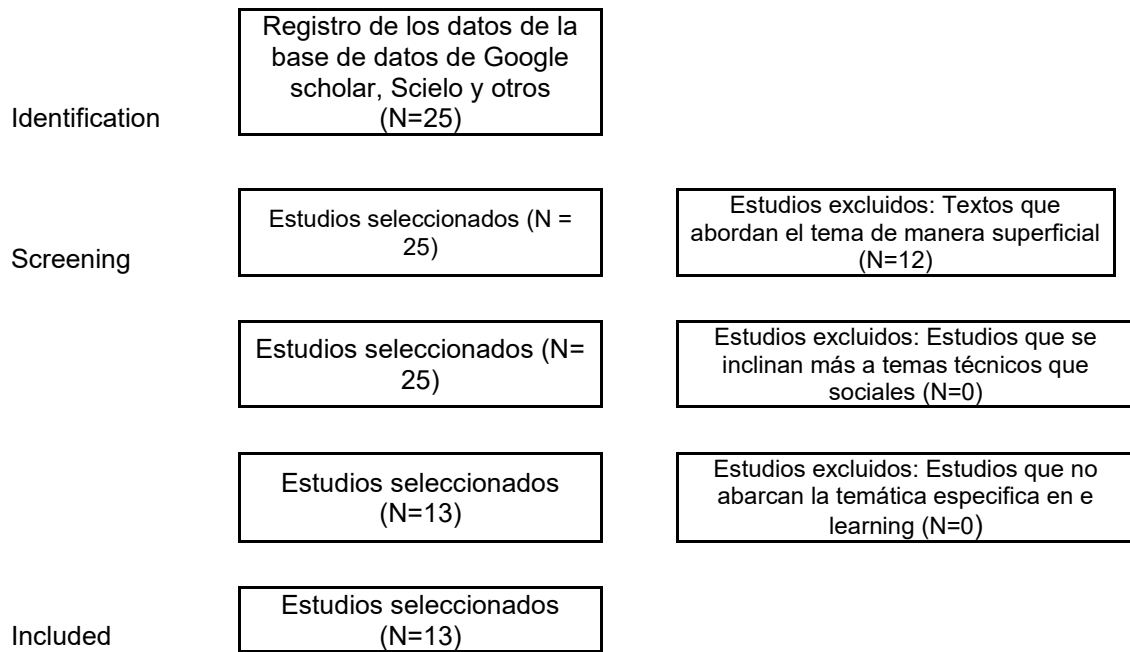 Registro de los datos de la
base de datos de Google
scholar, Scielo y otros
(N=25)
Identification
Estudios seleccionados (N =
25)
Estudios excluidos: Textos que
abordan el tema de manera superficial
(N=12)
Screening
Estudios seleccionados (N=
25)
Estudios excluidos: Estudios que se
inclinan más a temas técnicos que
sociales (N=0)
Estudios seleccionados
(N=13)
Estudios excluidos: Estudios que no
abarcan la temática especifica en e
learning (N=0)
Estudios seleccionados
(N=13)
Included